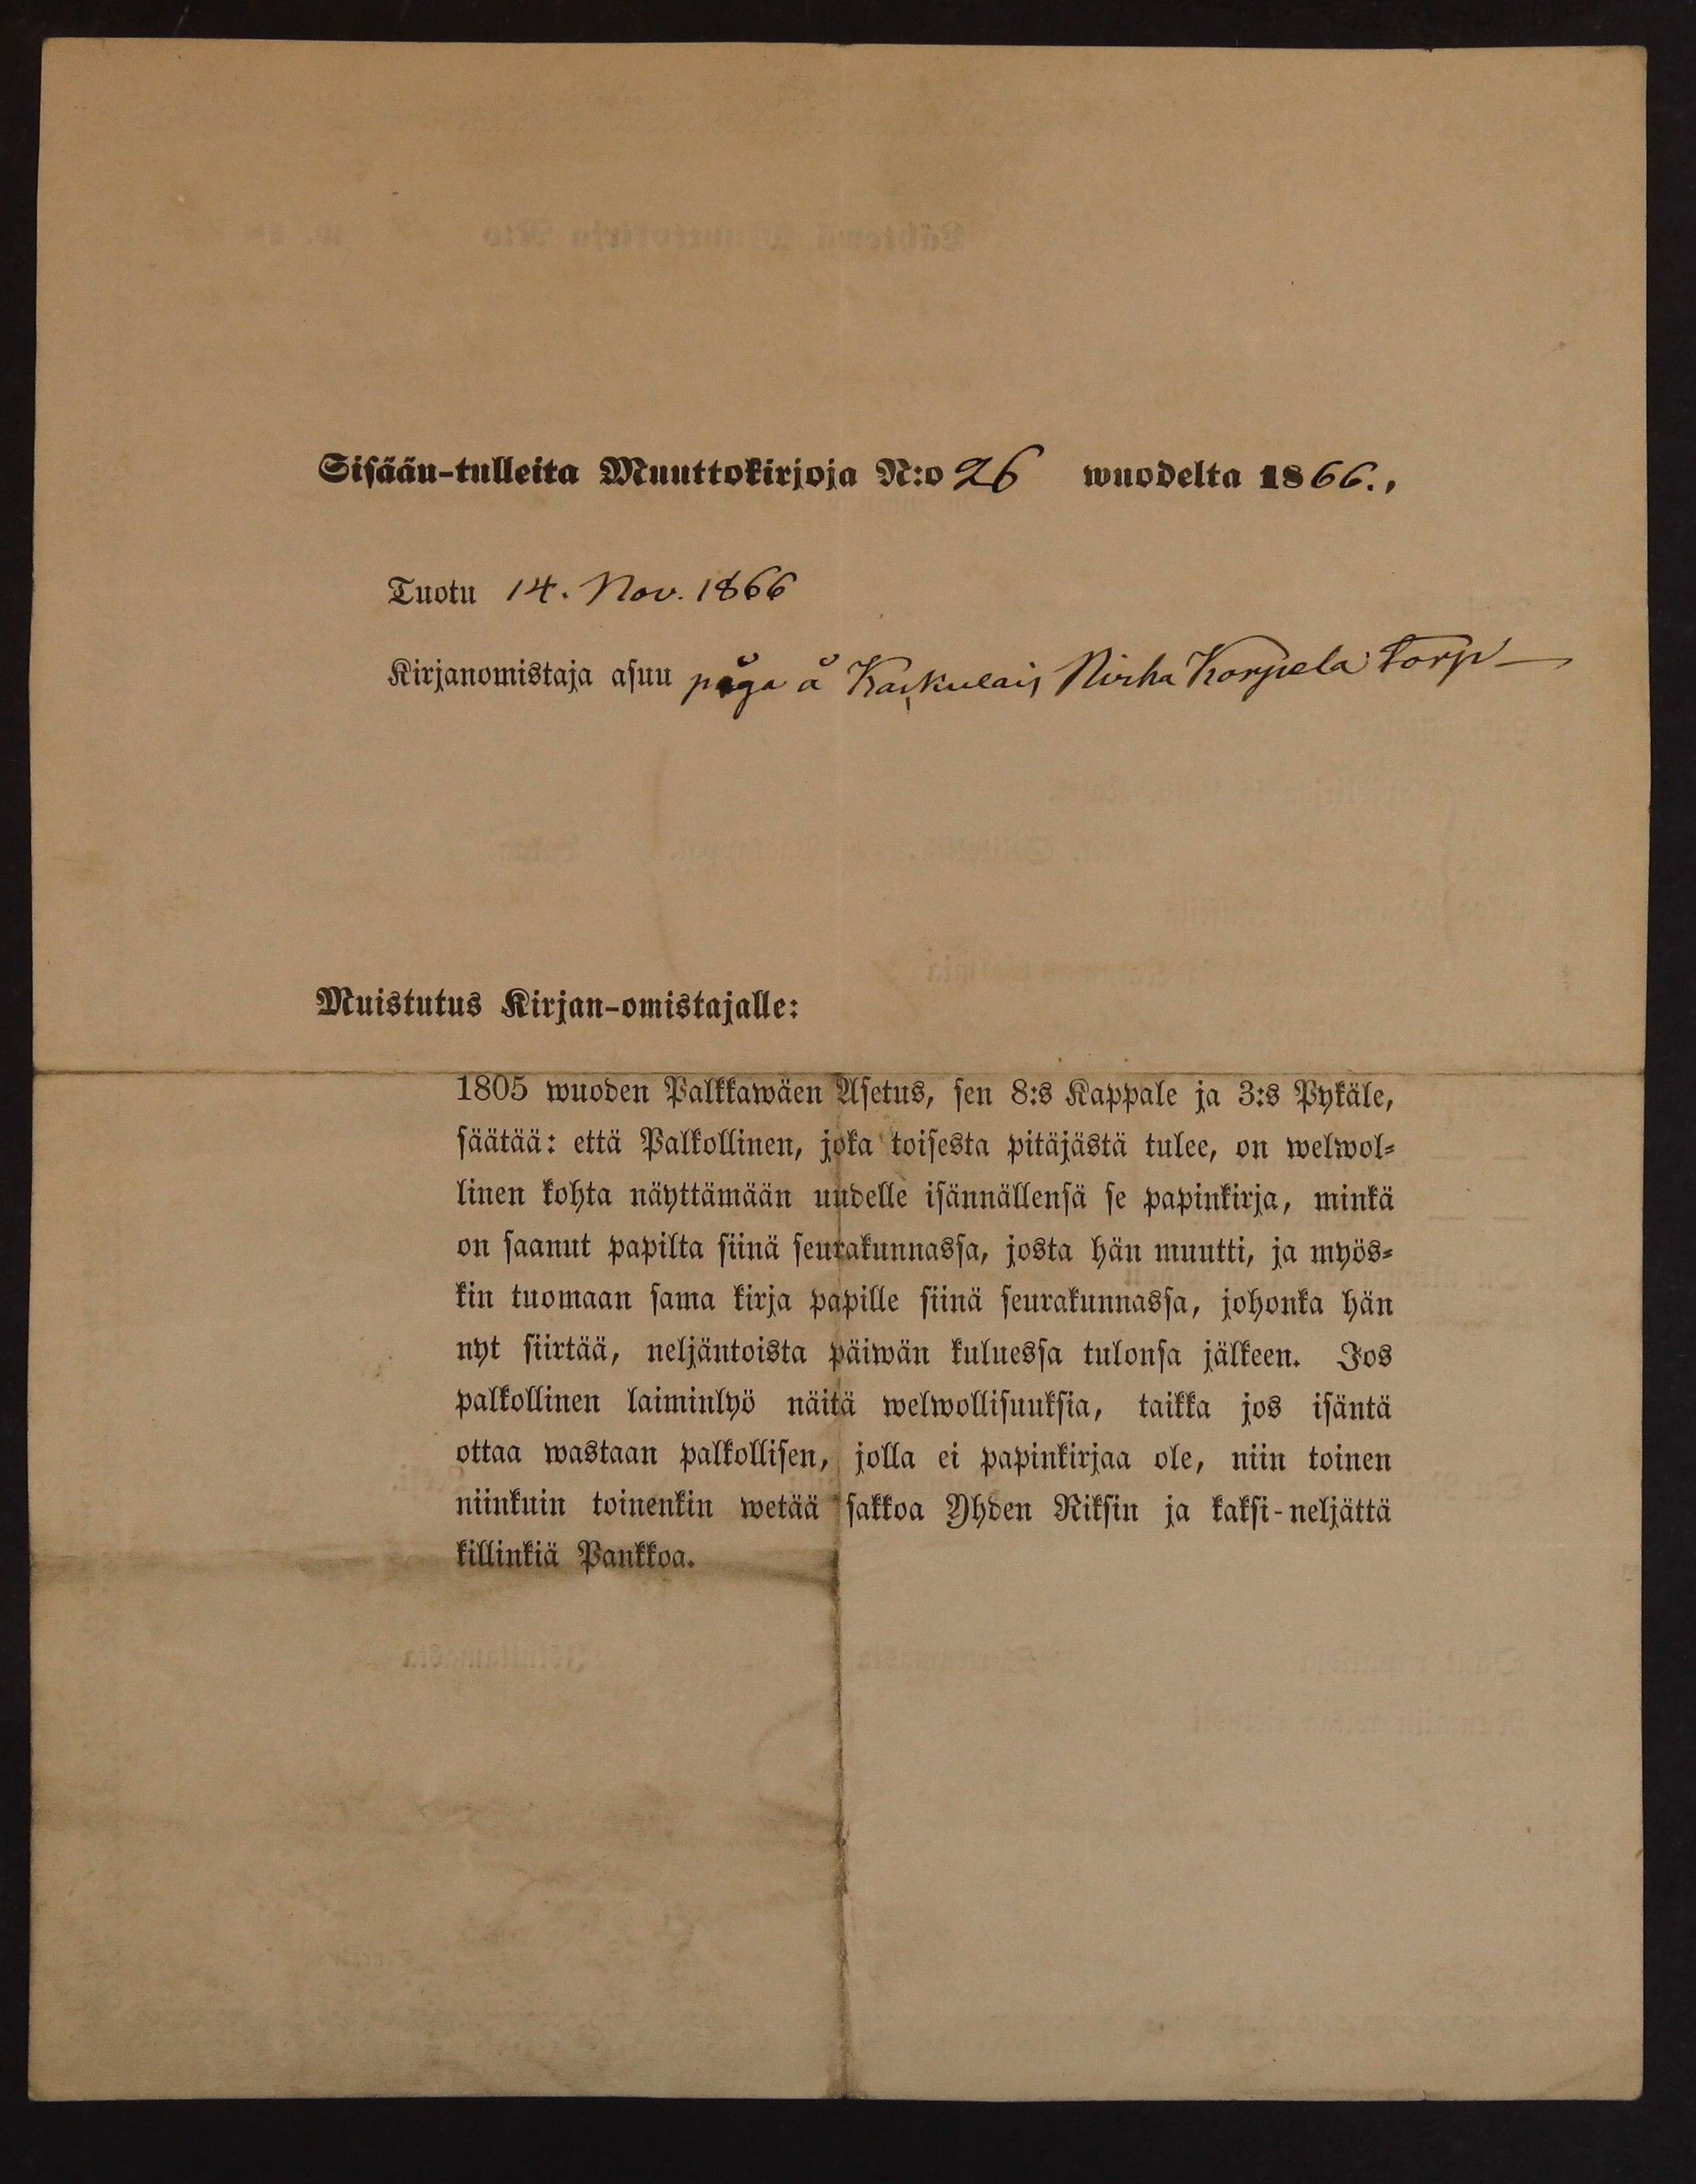 Sisään-tulleita Muuttokirjoja N:o 26 wuodelta 1866.,
Tuotu 14. Nov. 1866
Kirjanomistaja asuu piga å Karkulais Nirha Korpela torp
Muistutus Kirjan-omistajalle:
1805 wuoden Palkkawäen Asetus, sen 8:s Kappale ja 3:s Pykäle,
säätää: että Palkollinen, joka toisesta pitäjästä tulee, on welwol-
linen kohta näyttämään uudelle isännällensä se papinkirja, minkä
on saanut papilta siinä seurakunnassa, josta hän muutti, ja myös-
kin tuomaan sama kirja papille siinä seurakunnassa, johonka hän
nyt siirtää, neljäntoista päiwän kuluessa tulonsa jälkeen. Jos
palkollinen laiminlyö näitä welwollisuuksia, taikka jos isäntä
ottaa wastaan palkollisen, jolla ei papinkirjaa ole, niin toinen
niinkuin toinenkin wetää sakkoa Yhden Riksin ja kaksi-neljättä
killinkiä Pankkoa.